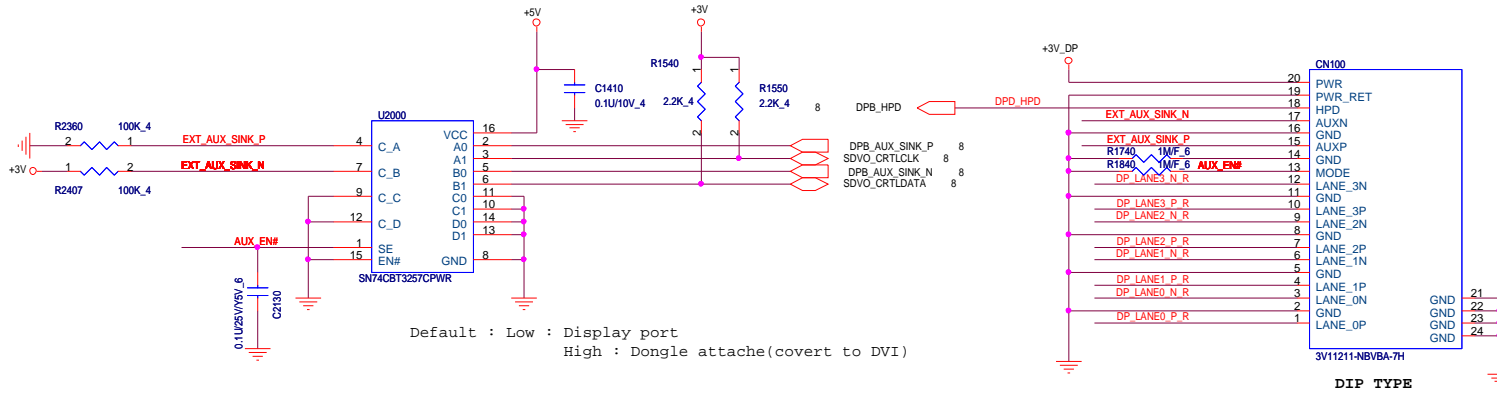 +5V
+3V
R1540
2.2K_4
1
2
R1550
2.2K_4
1
2
C1410
0.1U/10V_4
R2360 100K_4
2 1
EXT_AUX_SINK_P
+3V
1 2
EXT_AUX_SINK_N
R2407 100K_4
U2000
4 C_A
7 C_B
9 C_C
12 C_D
1 SE
15 EN#
VCC 16
A0 2
A1 3
B0 5
B1 6
C0 11
C1 10
D0 14
D1 13
GND 8
SN74CBT3257CPWR
AUX_EN#
0.1U/25V/Y5V_6
C2130
8 DPB_HPD
DPD_HPD
DPB_AUX_SINK_P 8
SDVO_CRTLCLK 8
DPB_AUX_SINK_N 8
SDVO_CRTLDATA 8
Default : Low : Display port
High : Dongle attache(covert to DVI)
+3V_DP
CN100
20 PWR
19 PWR_RET
18 HPD
EXT_AUX_SINK_N 17 AUXN
16 GND
EXT_AUX_SINK_P 15 AUXP
R1740 1M/F_6 14 GND
R1840 1M/F_6 AUX_EN# 13 MODE
DP_LANE3_N_R 12 LANE_3N
11 GND
DP_LANE3_P_R 10 LANE_3P
DP_LANE2_N_R 9 LANE_2N
8 GND
DP_LANE2_P_R 7 LANE_2P
DP_LANE1_N_R 6 LANE_1N
5 GND
DP_LANE1_P_R 4 LANE_1P
DP_LANE0_N_R 3 LANE_0N
2 GND
DP_LANE0_P_R 1 LANE_0P
GND 21
GND 22
GND 23
GND 24
3V11211-NBVBA-7H
DIP TYPE